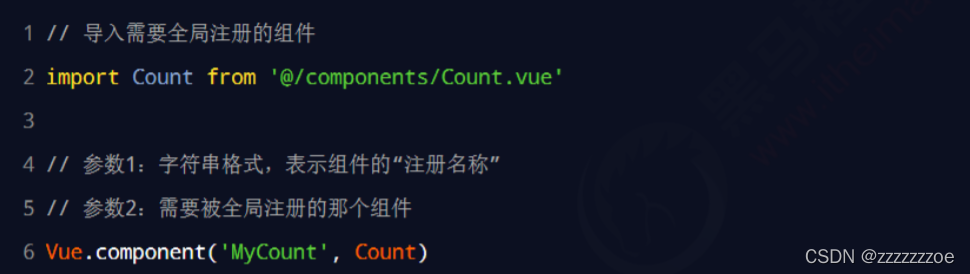 1 // 导入需要全局注册的组件
2 import Count from '@/components/Count.vue'
3
4 // 参数1：字符串格式，表示组件的“注册名称”
5 // 参数2：需要被全局注册的那个组件
6 Vue.component('MyCount', Count)
CSDN @zzzzzzzoe